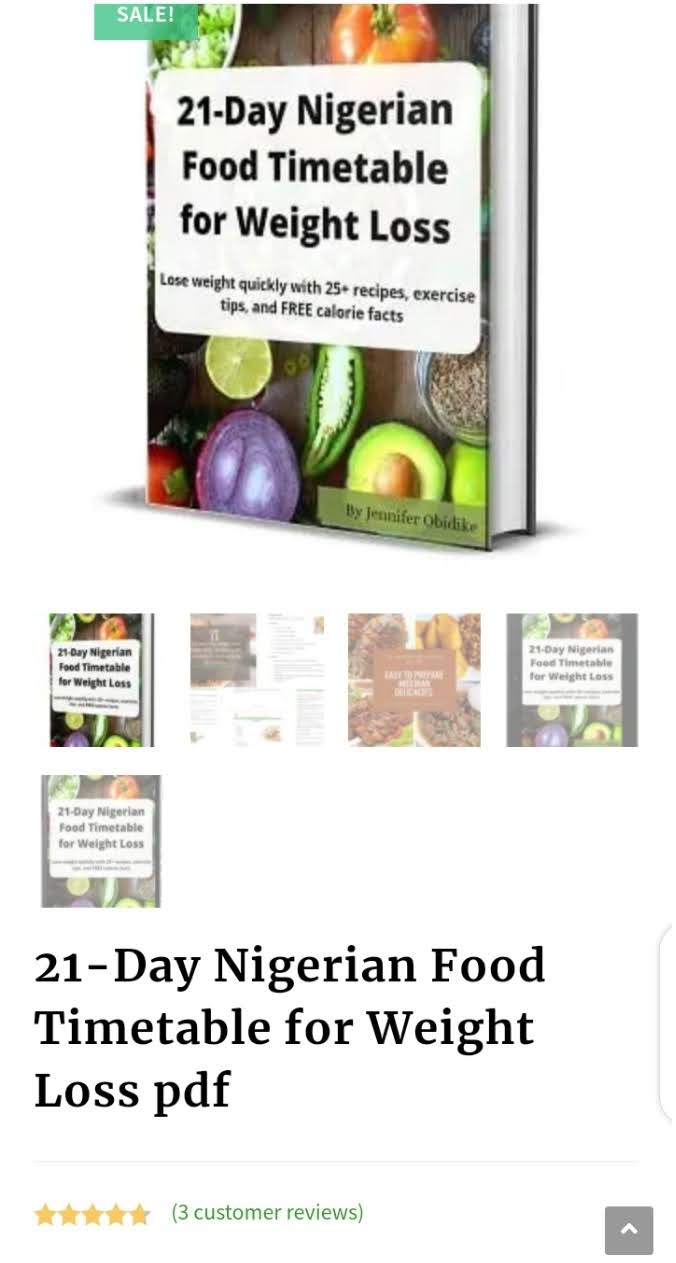 SALE!
21-Day Nigerian
Food Timetable
for Weight Loss
Lose weight quickly with 25+ recipes, exercise
tips, and FREE calorie facts
By Jennifer Obidike
21-Day Nigerian
Food Timetable
for Weight Loss
EASY TO PREPARE
NIGERIAN
DELICACIES
21-Day Nigerian
Food Timetable
for Weight Loss
21-Day Nigerian
Food Timetable
for Weight Loss
21-Day Nigerian Food
Timetable for Weight
Loss pdf
(3 customer reviews)